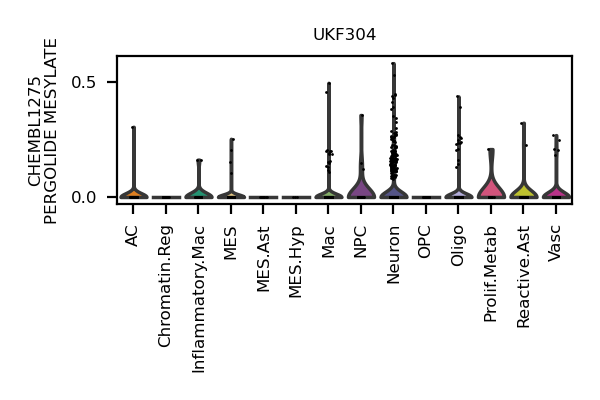 UKF304
CHEMBL1275
PERGOLIDE MESYLATE
0.5
0.0
AC
Chromatin.Reg
Inflammatory.Mac
MES
MES.Ast
MES.Hyp
Mac
NPC
Neuron
OPC
Oligo
Prolif.Metab
Reactive.Ast
Vasc